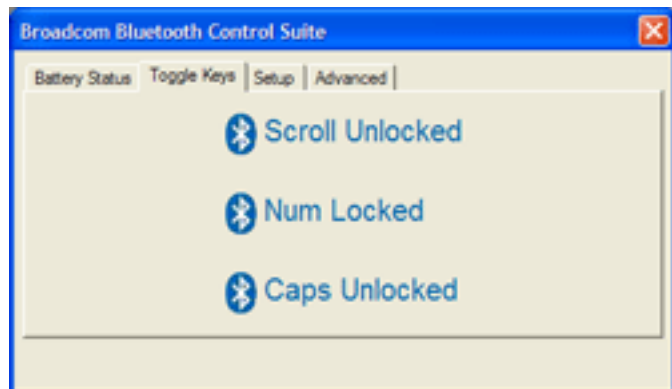 Broadcom Bluetooth Control Suite
Battery Status Toggle Keys Setup Advanced
Scroll Unlocked
Num Locked
Caps Unlocked